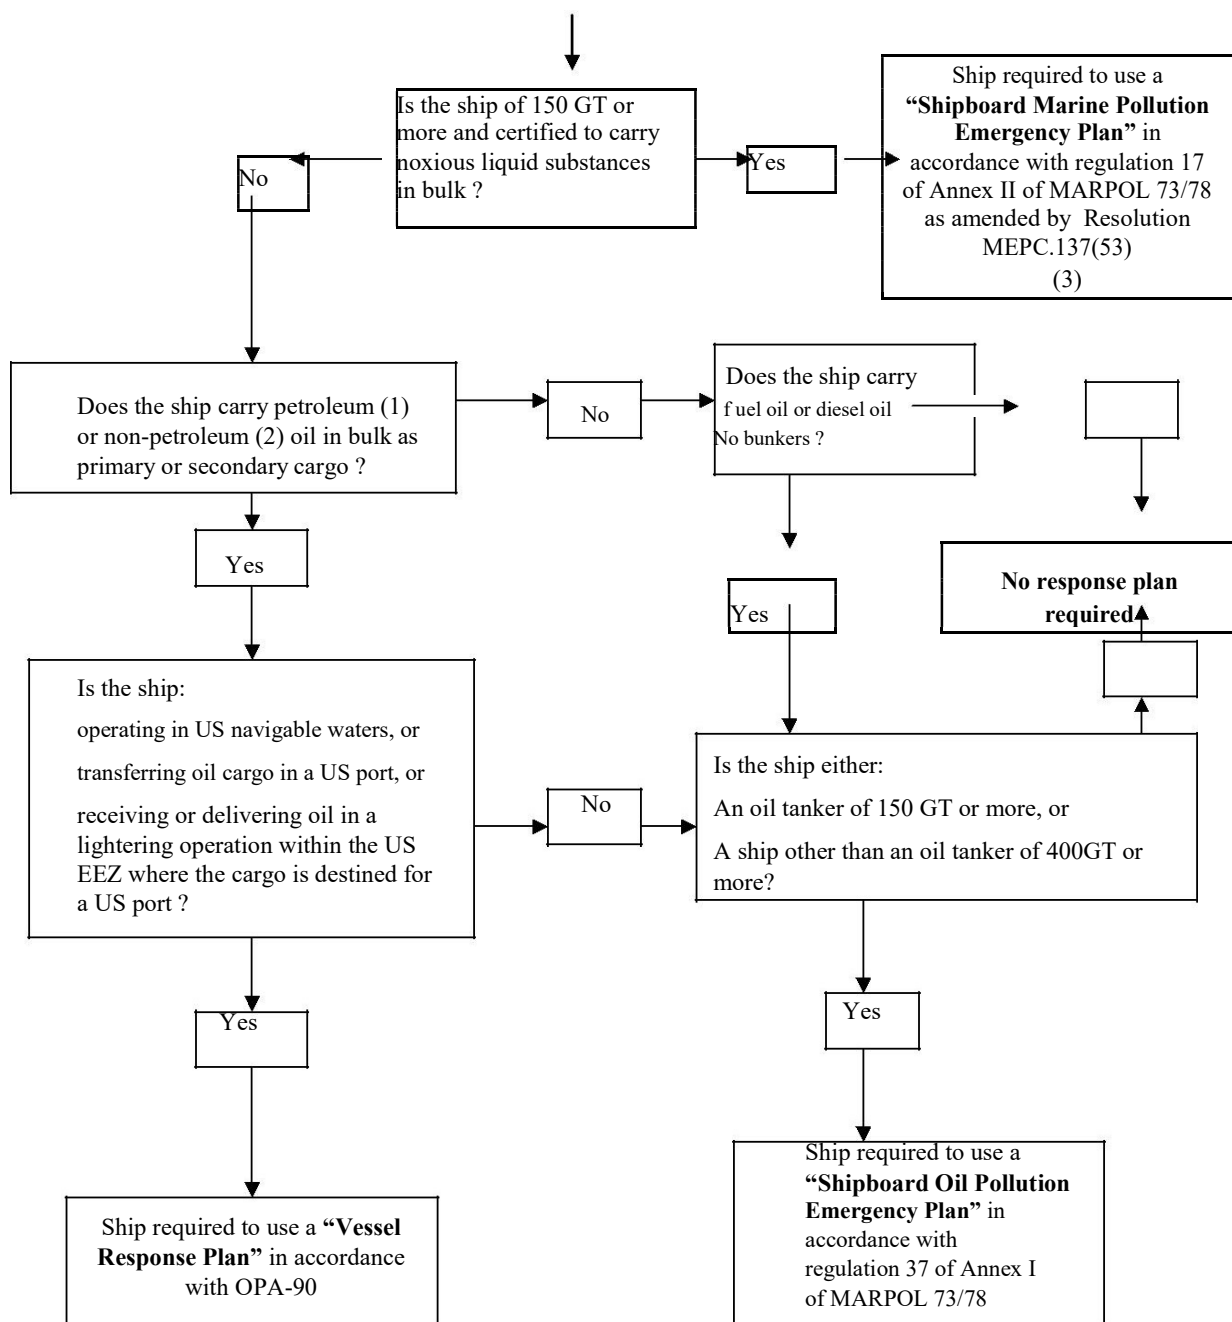 Is the ship of 150 GT or
more and certified to carry
noxious liquid substances
in bulk ?
No
Yes
Ship required to use a
“Shipboard Marine Pollution
Emergency Plan” in
accordance with regulation 17
of Annex II of MARPOL 73/78
as amended by Resolution
MEPC.137(53)
(3)
Does the ship carry petroleum (1)
or non-petroleum (2) oil in bulk as
primary or secondary cargo ?
No
Does the ship carry
f uel oil or diesel oil
No bunkers ?
Yes
Yes
No response plan
required
Is the ship:
operating in US navigable waters, or
transferring oil cargo in a US port, or
receiving or delivering oil in a
lightering operation within the US
EEZ where the cargo is destined for
a US port ?
No
Is the ship either:
An oil tanker of 150 GT or more, or
A ship other than an oil tanker of 400GT or
more?
Yes
Yes
Ship required to use a “Vessel
Response Plan” in accordance
with OPA-90
Ship required to use a
“Shipboard Oil Pollution
Emergency Plan” in
accordance with
regulation 37 of Annex I
of MARPOL 73/78